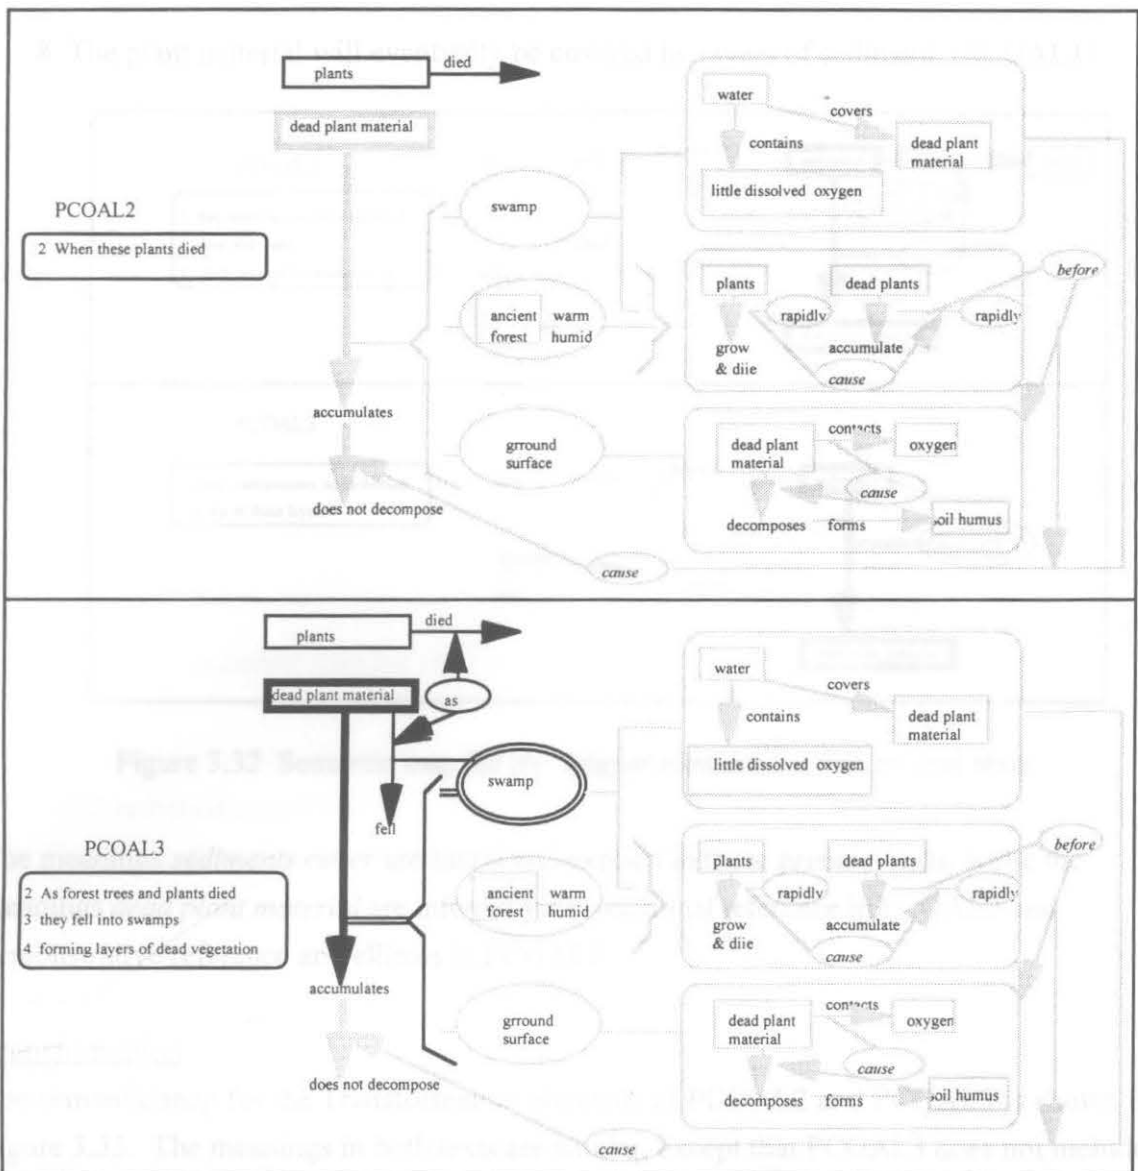 plants
died
dead plant material
water
covers
contains
dead plant
material
little dissolved oxygen
swamp
PCOAL2
2 When these plants died
plants
dead plants
before
rapidly
rapidly
ancient
forest
warm
humid
grow
& diie
accumulate
cause
accumulates
grround
surface
dead plant
material
contacts
oxygen
cause
does not decompose
decomposes
forms
soil humus
cause
plants
died
dead plant material
as
water
covers
contains
dead plant
material
little dissolved oxygen
swamp
fell
PCOAL3
2 As forest trees and plants died
3 they fell into swamps
4 forming layers of dead vegetation
plants
dead plants
before
rapidly
rapidly
ancient
forest
warm
humid
grow
& diie
accumulate
cause
accumulates
grround
surface
dead plant
material
contacts
oxygen
cause
does not decompose
decomposes
forms
soil humus
cause